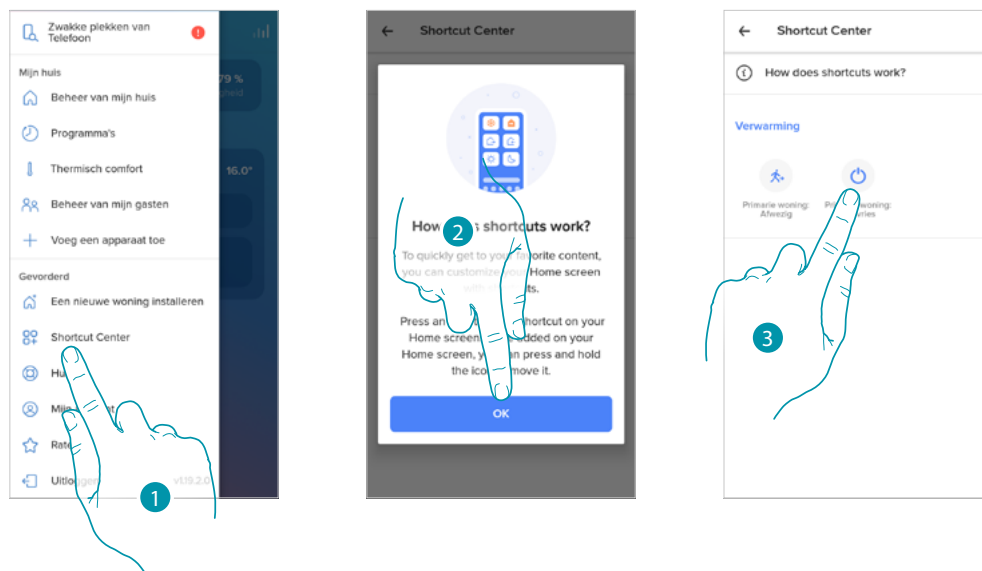 Zwakke plekken van
Telefoon
Mijn huis
Beheer van mijn huis
Programma's
Thermisch comfort
Beheer van mijn gasten
Voeg een apparaat toe
Gevorderd
Een nieuwe woning installeren
Shortcut Center
Rate
Uitloggen v1.19.2.0
79 %
16.0°
1
Shortcut Center
shortcuts work?
To quickly get to your favorite content,
you can customize your Home screen
Press an shortcut on your
Home screen. added on your
Home screen, press and hold
the move it.
OK
2
Shortcut Center
How does shortcuts work?
Verwarming
Primarie woning:
Afwezig
woning:
3